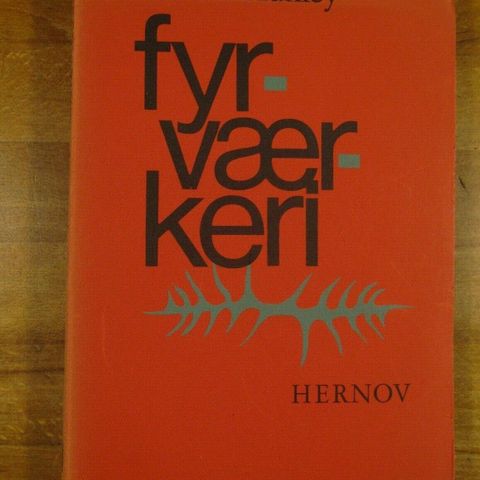 fyr-
vær-
keri
HERNOV